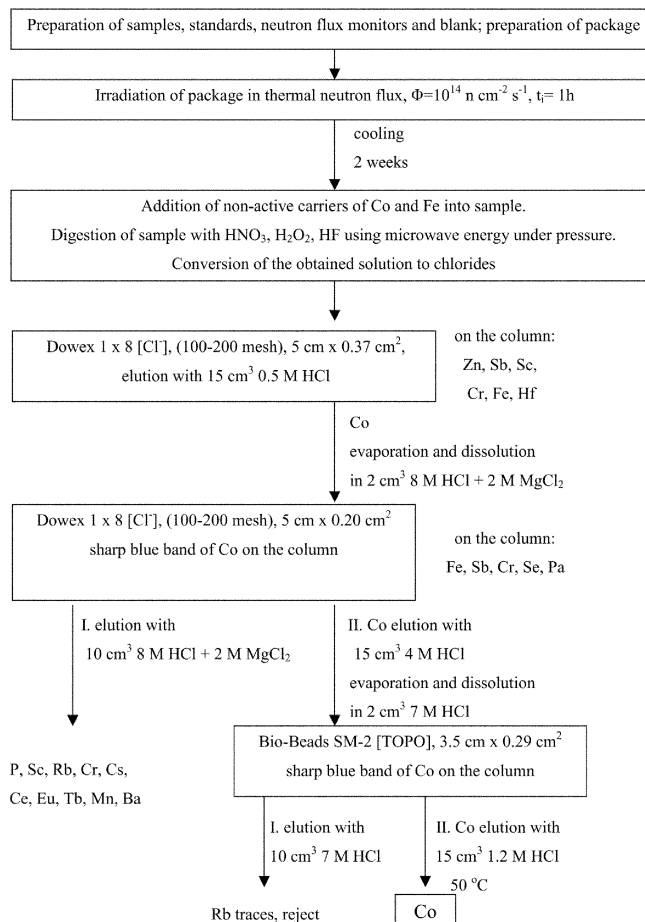 Preparation of samples, standards, neutron flux monitors and blank; preparation of package
Irradiation of package in thermal neutron flux, Φ=10¹⁴ n cm⁻² s⁻¹, tᵢ= 1h
cooling
2 weeks
Addition of non-active carriers of Co and Fe into sample.
Digestion of sample with HNO₃, H₂O₂, HF using microwave energy under pressure.
Conversion of the obtained solution to chlorides
Dowex 1 x 8 [Cl⁻], (100-200 mesh), 5 cm x 0.37 cm²,
elution with 15 cm³ 0.5 M HCl
on the column:
Zn, Sb, Sc,
Cr, Fe, Hf
Co
evaporation and dissolution
in 2 cm³ 8 M HCl + 2 M MgCl₂
Dowex 1 x 8 [Cl⁻], (100-200 mesh), 5 cm x 0.20 cm²
sharp blue band of Co on the column
on the column:
Fe, Sb, Cr, Se, Pa
I. elution with
10 cm³ 8 M HCl + 2 M MgCl₂
II. Co elution with
15 cm³ 4 M HCl
evaporation and dissolution
in 2 cm³ 7 M HCl
P, Sc, Rb, Cr, Cs,
Ce, Eu, Tb, Mn, Ba
Bio-Beads SM-2 [TOPO], 3.5 cm x 0.29 cm²
sharp blue band of Co on the column
I. elution with
10 cm³ 7 M HCl
II. Co elution with
15 cm³ 1.2 M HCl
50 °C
Rb traces, reject
Co